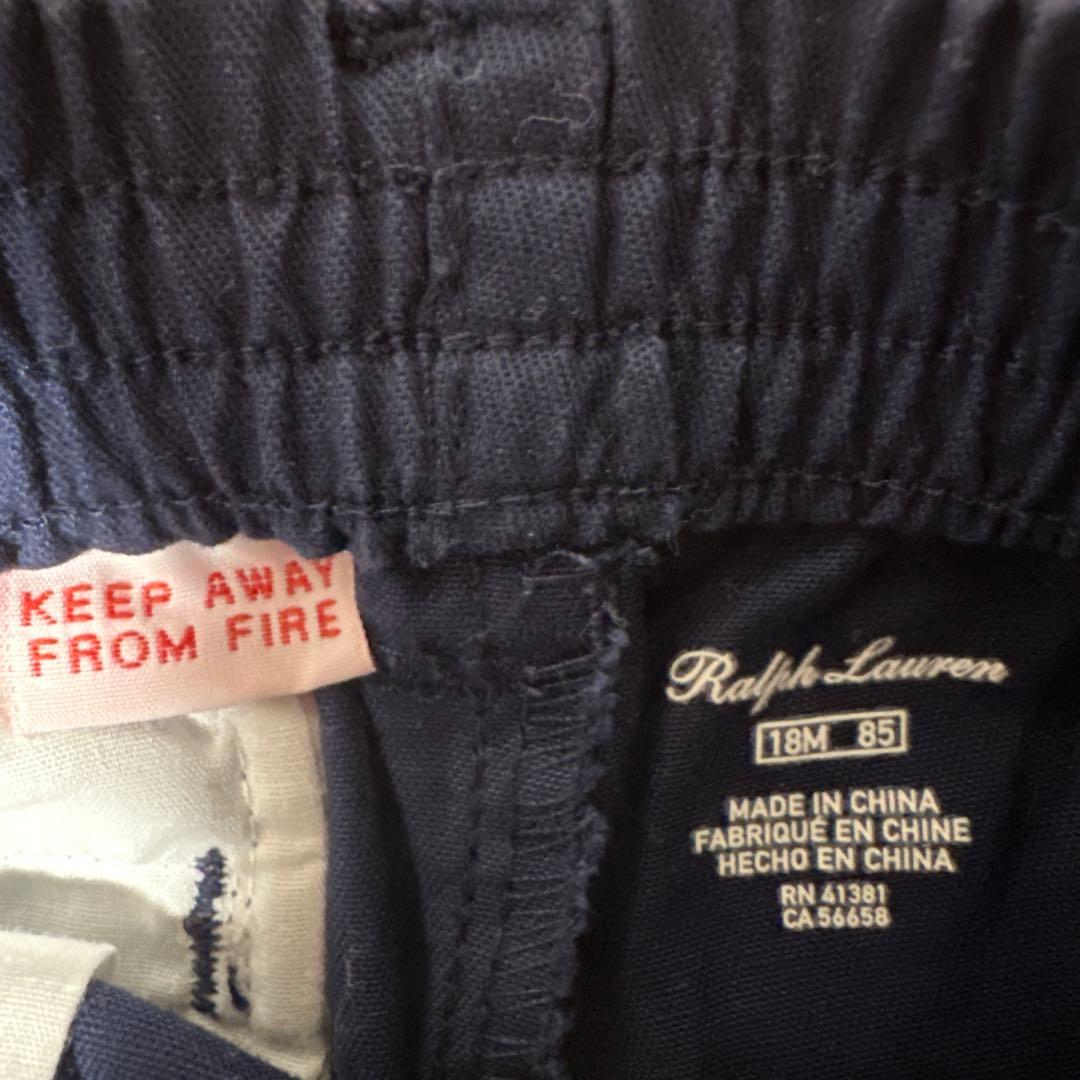 KEEP AWAY
FROM FIRE
Ralph Lauren
18M 85
MADE IN CHINA
FABRIQUÉ EN CHINE
HECHO EN CHINA
RN 41381
CA 56658